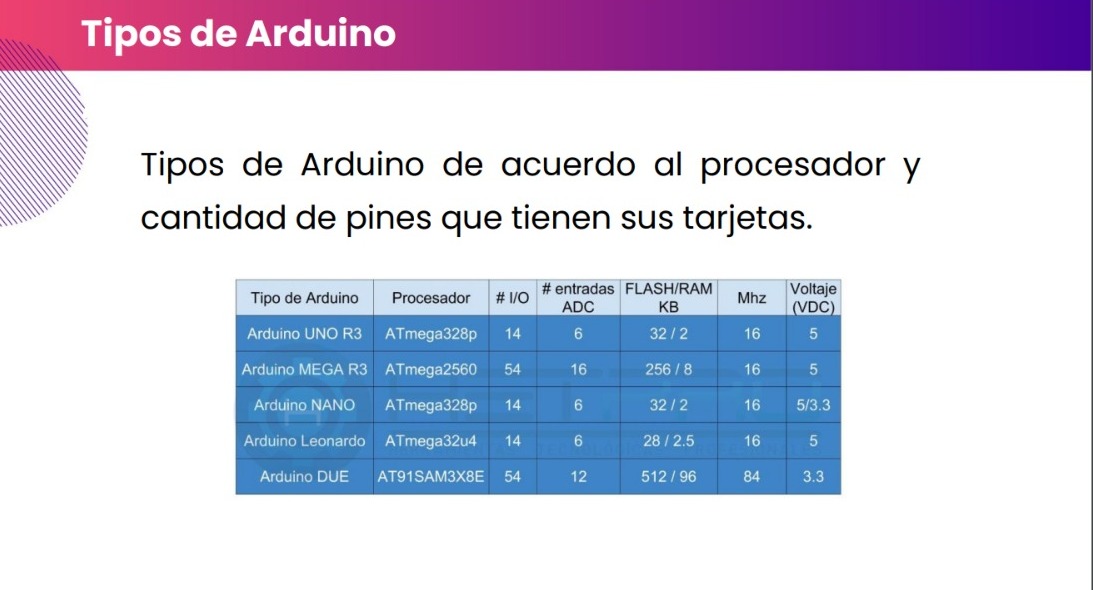 Tipos de Arduino
Tipos de Arduino de acuerdo al procesador y
cantidad de pines que tienen sus tarjetas.
Tipo de Arduino Procesador # I/O # entradas ADC FLASH/RAM KB Mhz Voltaje (VDC)
Arduino UNO R3 ATmega328p 14 6 32 / 2 16 5
Arduino MEGA R3 ATmega2560 54 16 256 / 8 16 5
Arduino NANO ATmega328p 14 6 32 / 2 16 5/3.3
Arduino Leonardo ATmega32u4 14 6 28 / 2.5 16 5
Arduino DUE AT91SAM3X8E 54 12 512 / 96 84 3.3